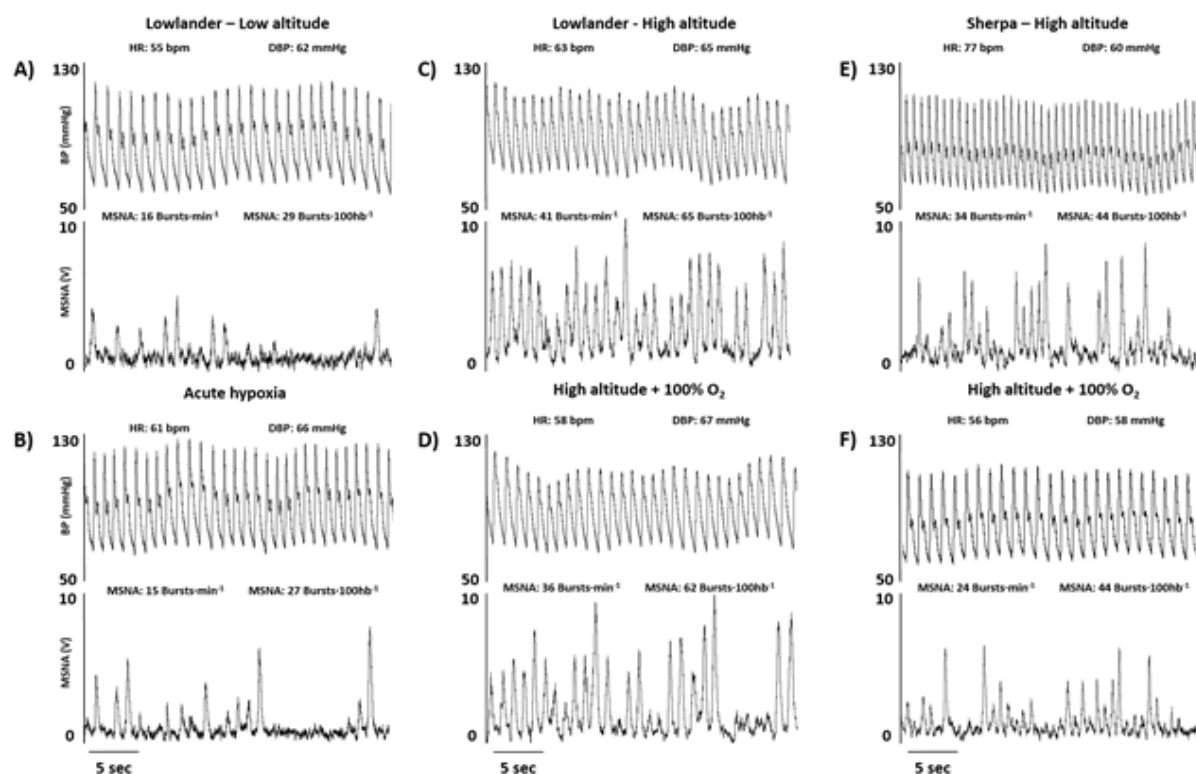 Lowlander – Low altitude
HR: 55 bpm DBP: 62 mmHg
A)
130
BP (mmHg)
50
MSNA: 16 Bursts·min-1 MSNA: 29 Bursts·100hb-1
10
MSNA (V)
0
Acute hypoxia
HR: 61 bpm DBP: 66 mmHg
B)
130
BP (mmHg)
50
MSNA: 15 Bursts·min-1 MSNA: 27 Bursts·100hb-1
10
MSNA (V)
0
5 sec
Lowlander - High altitude
HR: 63 bpm DBP: 65 mmHg
C)
130
50
MSNA: 41 Bursts·min-1 MSNA: 65 Bursts·100hb-1
10
0
High altitude + 100% O2
HR: 58 bpm DBP: 67 mmHg
D)
130
50
MSNA: 36 Bursts·min-1 MSNA: 62 Bursts·100hb-1
10
0
5 sec
Sherpa – High altitude
HR: 77 bpm DBP: 60 mmHg
E)
130
50
MSNA: 34 Bursts·min-1 MSNA: 44 Bursts·100hb-1
10
0
High altitude + 100% O2
HR: 56 bpm DBP: 58 mmHg
F)
130
50
MSNA: 24 Bursts·min-1 MSNA: 44 Bursts·100hb-1
10
0
5 sec